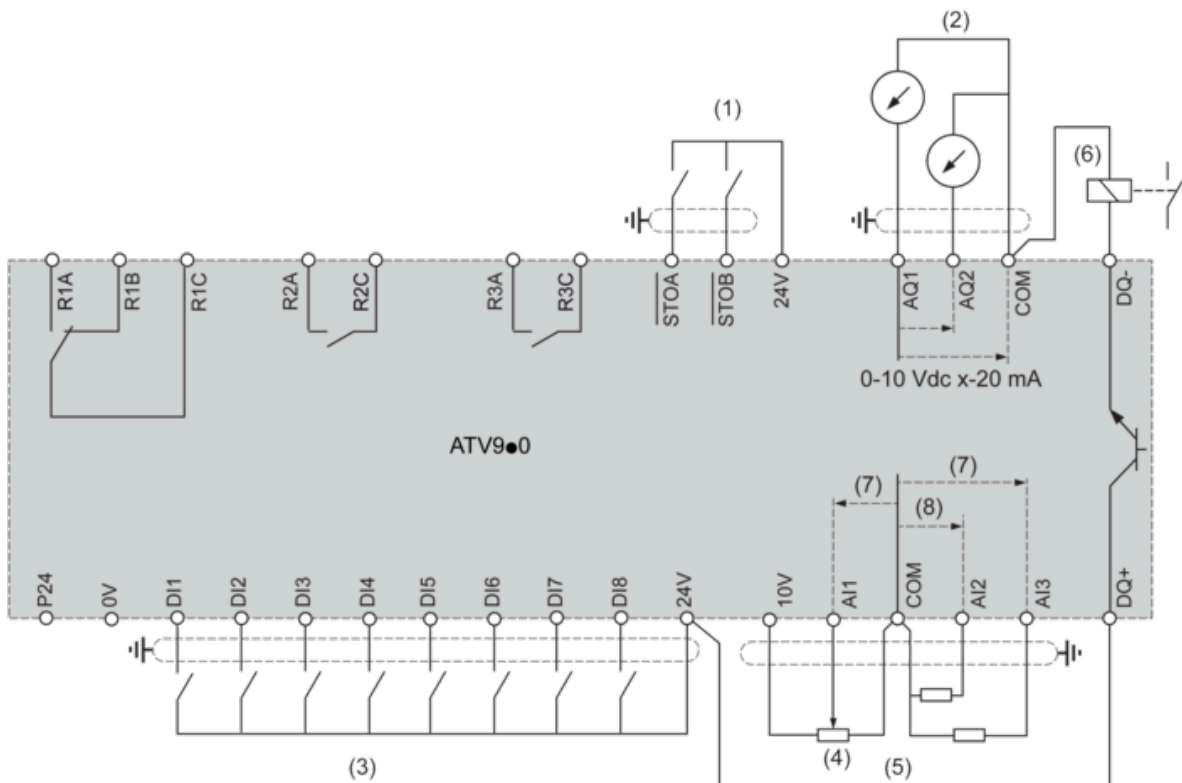 (2)
(1)
(6)
R1A
R1B
R1C
R2A
R2C
R3A
R3C
STOA
STOB
24V
AQ1
AQ2
COM
DQ-
0-10 Vdc x-20 mA
ATV9●0
(7)
(7)
(8)
P24
0V
DI1
DI2
DI3
DI4
DI5
DI6
DI7
DI8
24V
10V
AI1
COM
AI2
AI3
DQ+
(3)
(4)
(5)